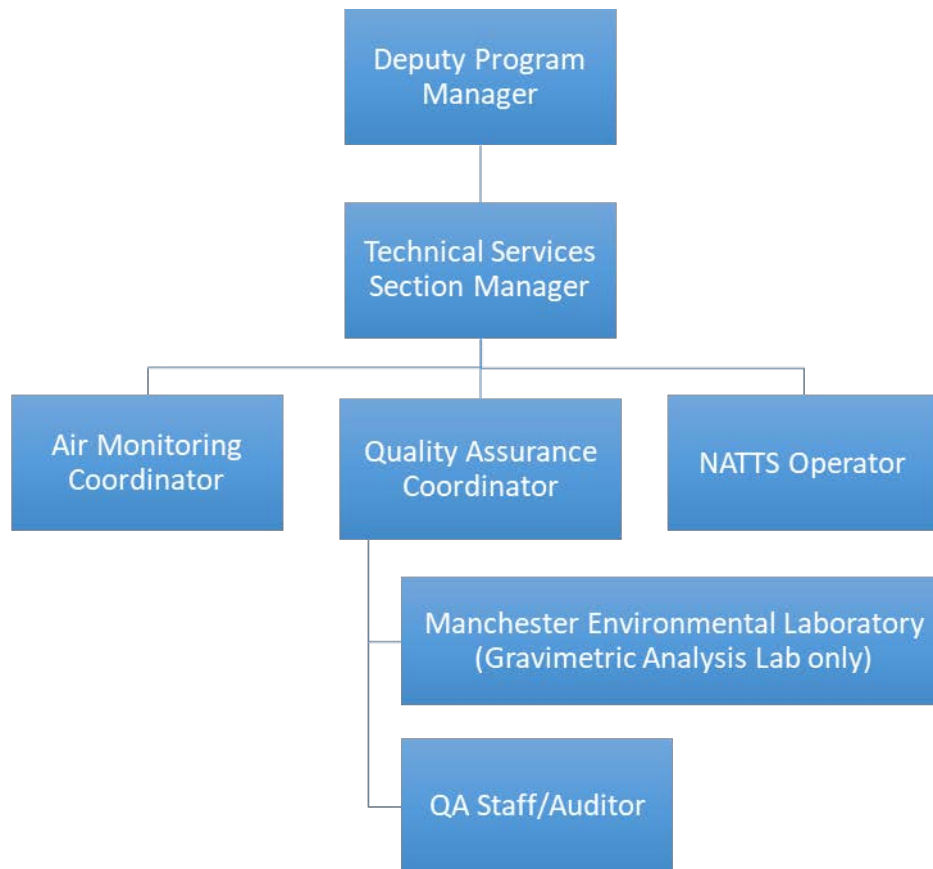 Deputy Program
Manager
Technical Services
Section Manager
Air Monitoring
Coordinator
Quality Assurance
Coordinator
NATTS Operator
Manchester Environmental Laboratory
(Gravimetric Analysis Lab only)
QA Staff/Auditor